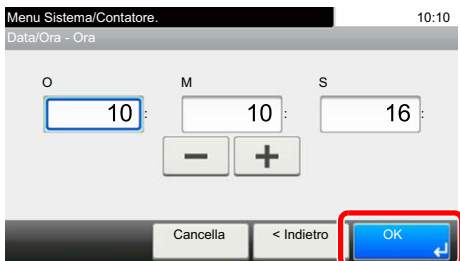 Menu Sistema/Contatore. 10:10
Data/Ora - Ora
O M S
10 : 10 : 16 :
− +
Cancella < Indietro OK